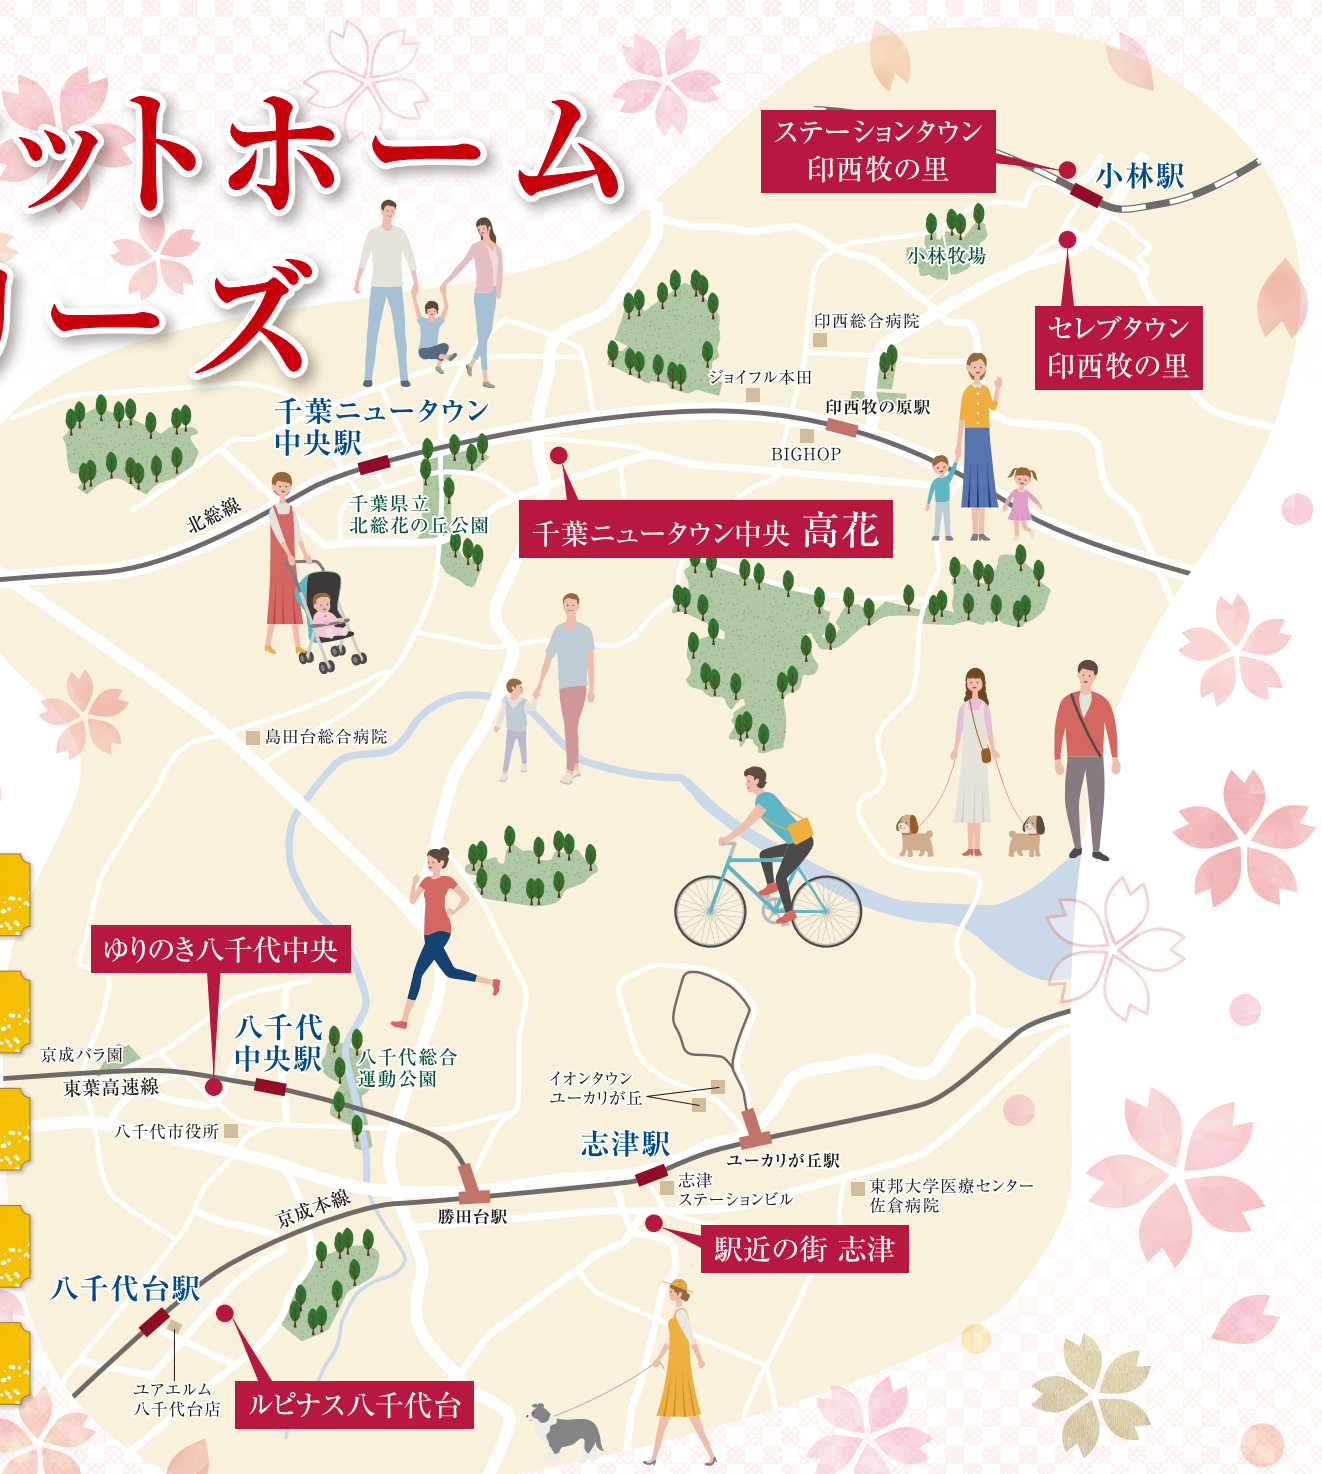 ットホーム
リーズ
ステーションタウン
印西牧の里
小林駅
小林牧場
セレブタウン
印西牧の里
印西総合病院
ジョイフル本田
印西牧の原駅
BIGHOP
千葉ニュータウン
中央駅
千葉県立
北総花の丘公園
北総線
千葉ニュータウン中央 高花
島田台総合病院
ゆりのき八千代中央
八千代
中央駅
八千代総合
運動公園
京成バラ園
東葉高速線
八千代市役所
イオンタウン
ユーカリが丘
志津駅
ユーカリが丘駅
志津
ステーションビル
東邦大学医療センター
佐倉病院
京成本線
勝田台駅
駅近の街 志津
八千代台駅
ユアエルム
八千代台店
ルピナス八千代台